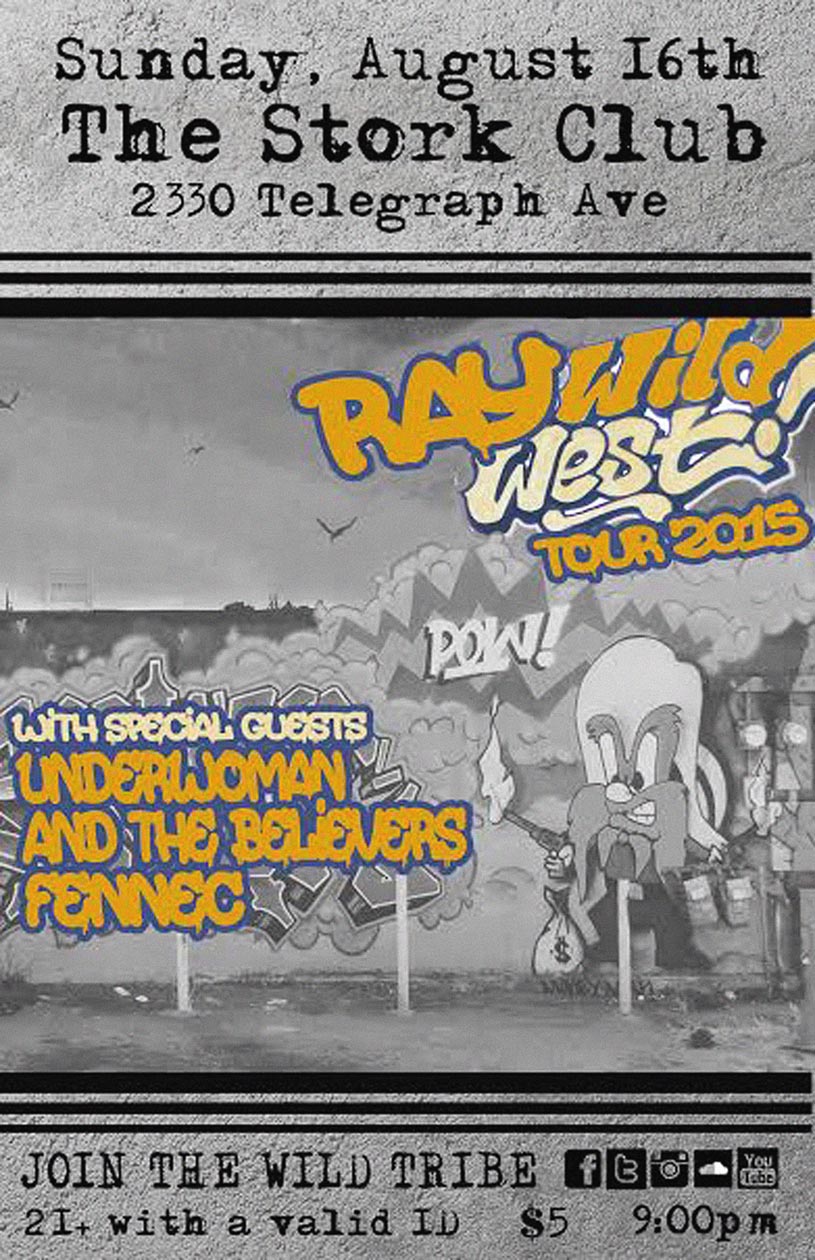 Sunday, August 16th
The Stork Club
2330 Telegraph Ave
RAY Wild
West!
TOUR 2015
POW!
WITH SPECIAL GUESTS
UNDERWOMAN
AND THE BELIEVERS
FENNEC
$
JOIN THE WILD TRIBE
You
Tube
21+ with a valid ID $5 9:00pm